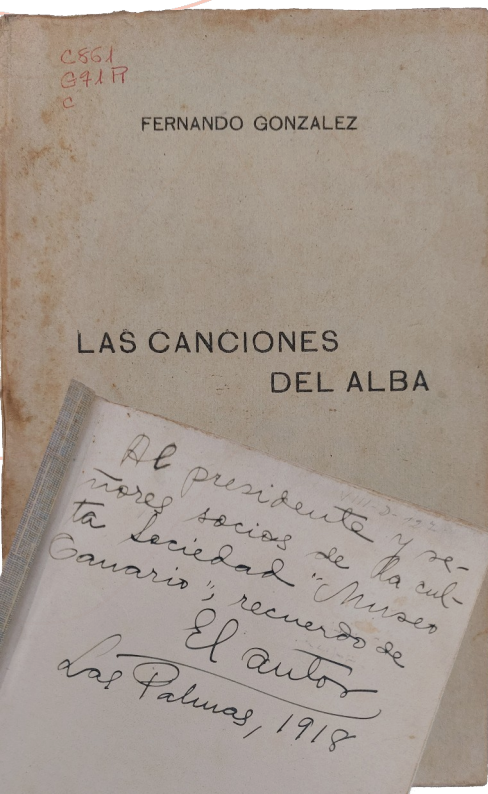 C861
G91R
c
FERNANDO GONZALEZ
LAS CANCIONES
DEL ALBA
Al presidente y se-
ñores socios de la cul-
ta Sociedad "Museo
Canario", recuerdo de
El autor
Las Palmas, 1918